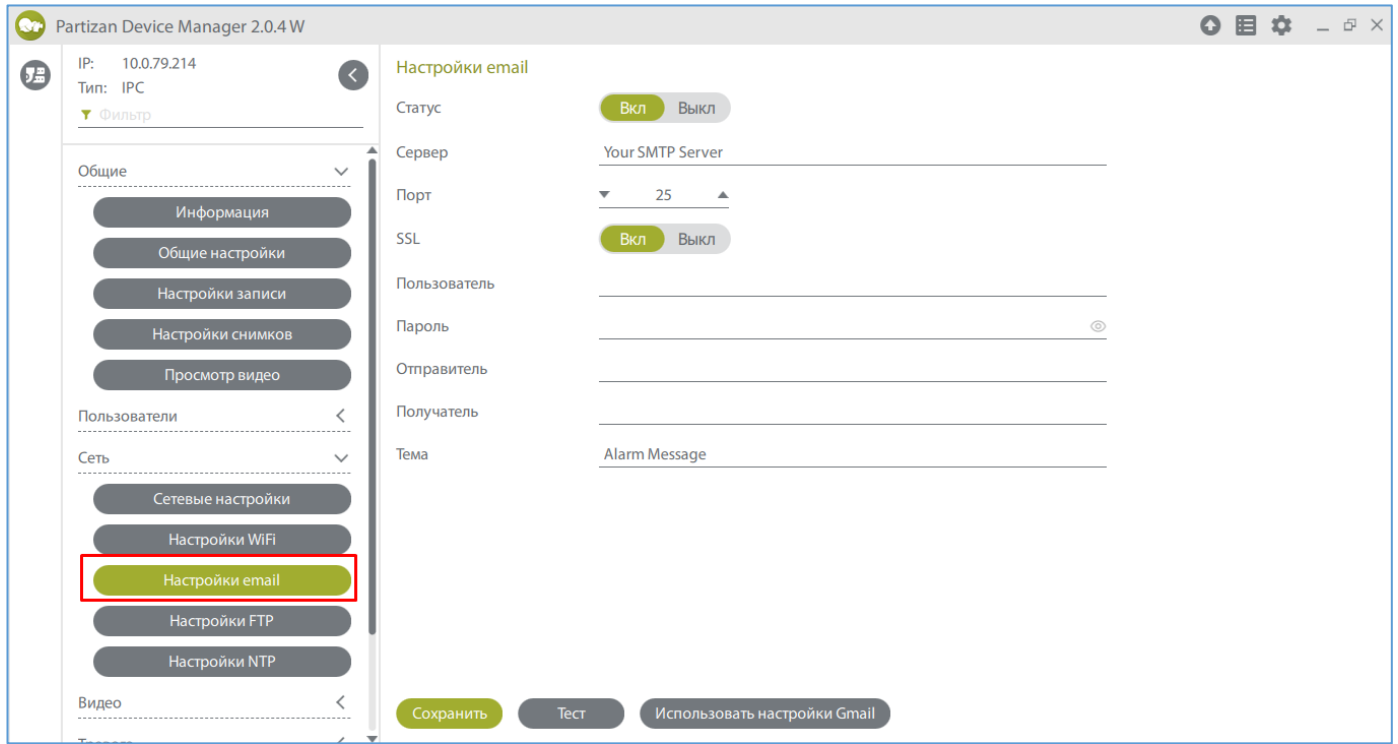 Partizan Device Manager 2.0.4 W
IP: 10.0.79.214
Тип: IPC
Фильтр
Общие
Информация
Общие настройки
Настройки записи
Настройки снимков
Просмотр видео
Пользователи
Сеть
Сетевые настройки
Настройки WiFi
Настройки email
Настройки FTP
Настройки NTP
Видео
Настройки email
Статус Вкл Выкл
Сервер Your SMTP Server
Порт 25
SSL Вкл Выкл
Пользователь
Пароль
Отправитель
Получатель
Тема Alarm Message
Сохранить Тест Использовать настройки Gmail